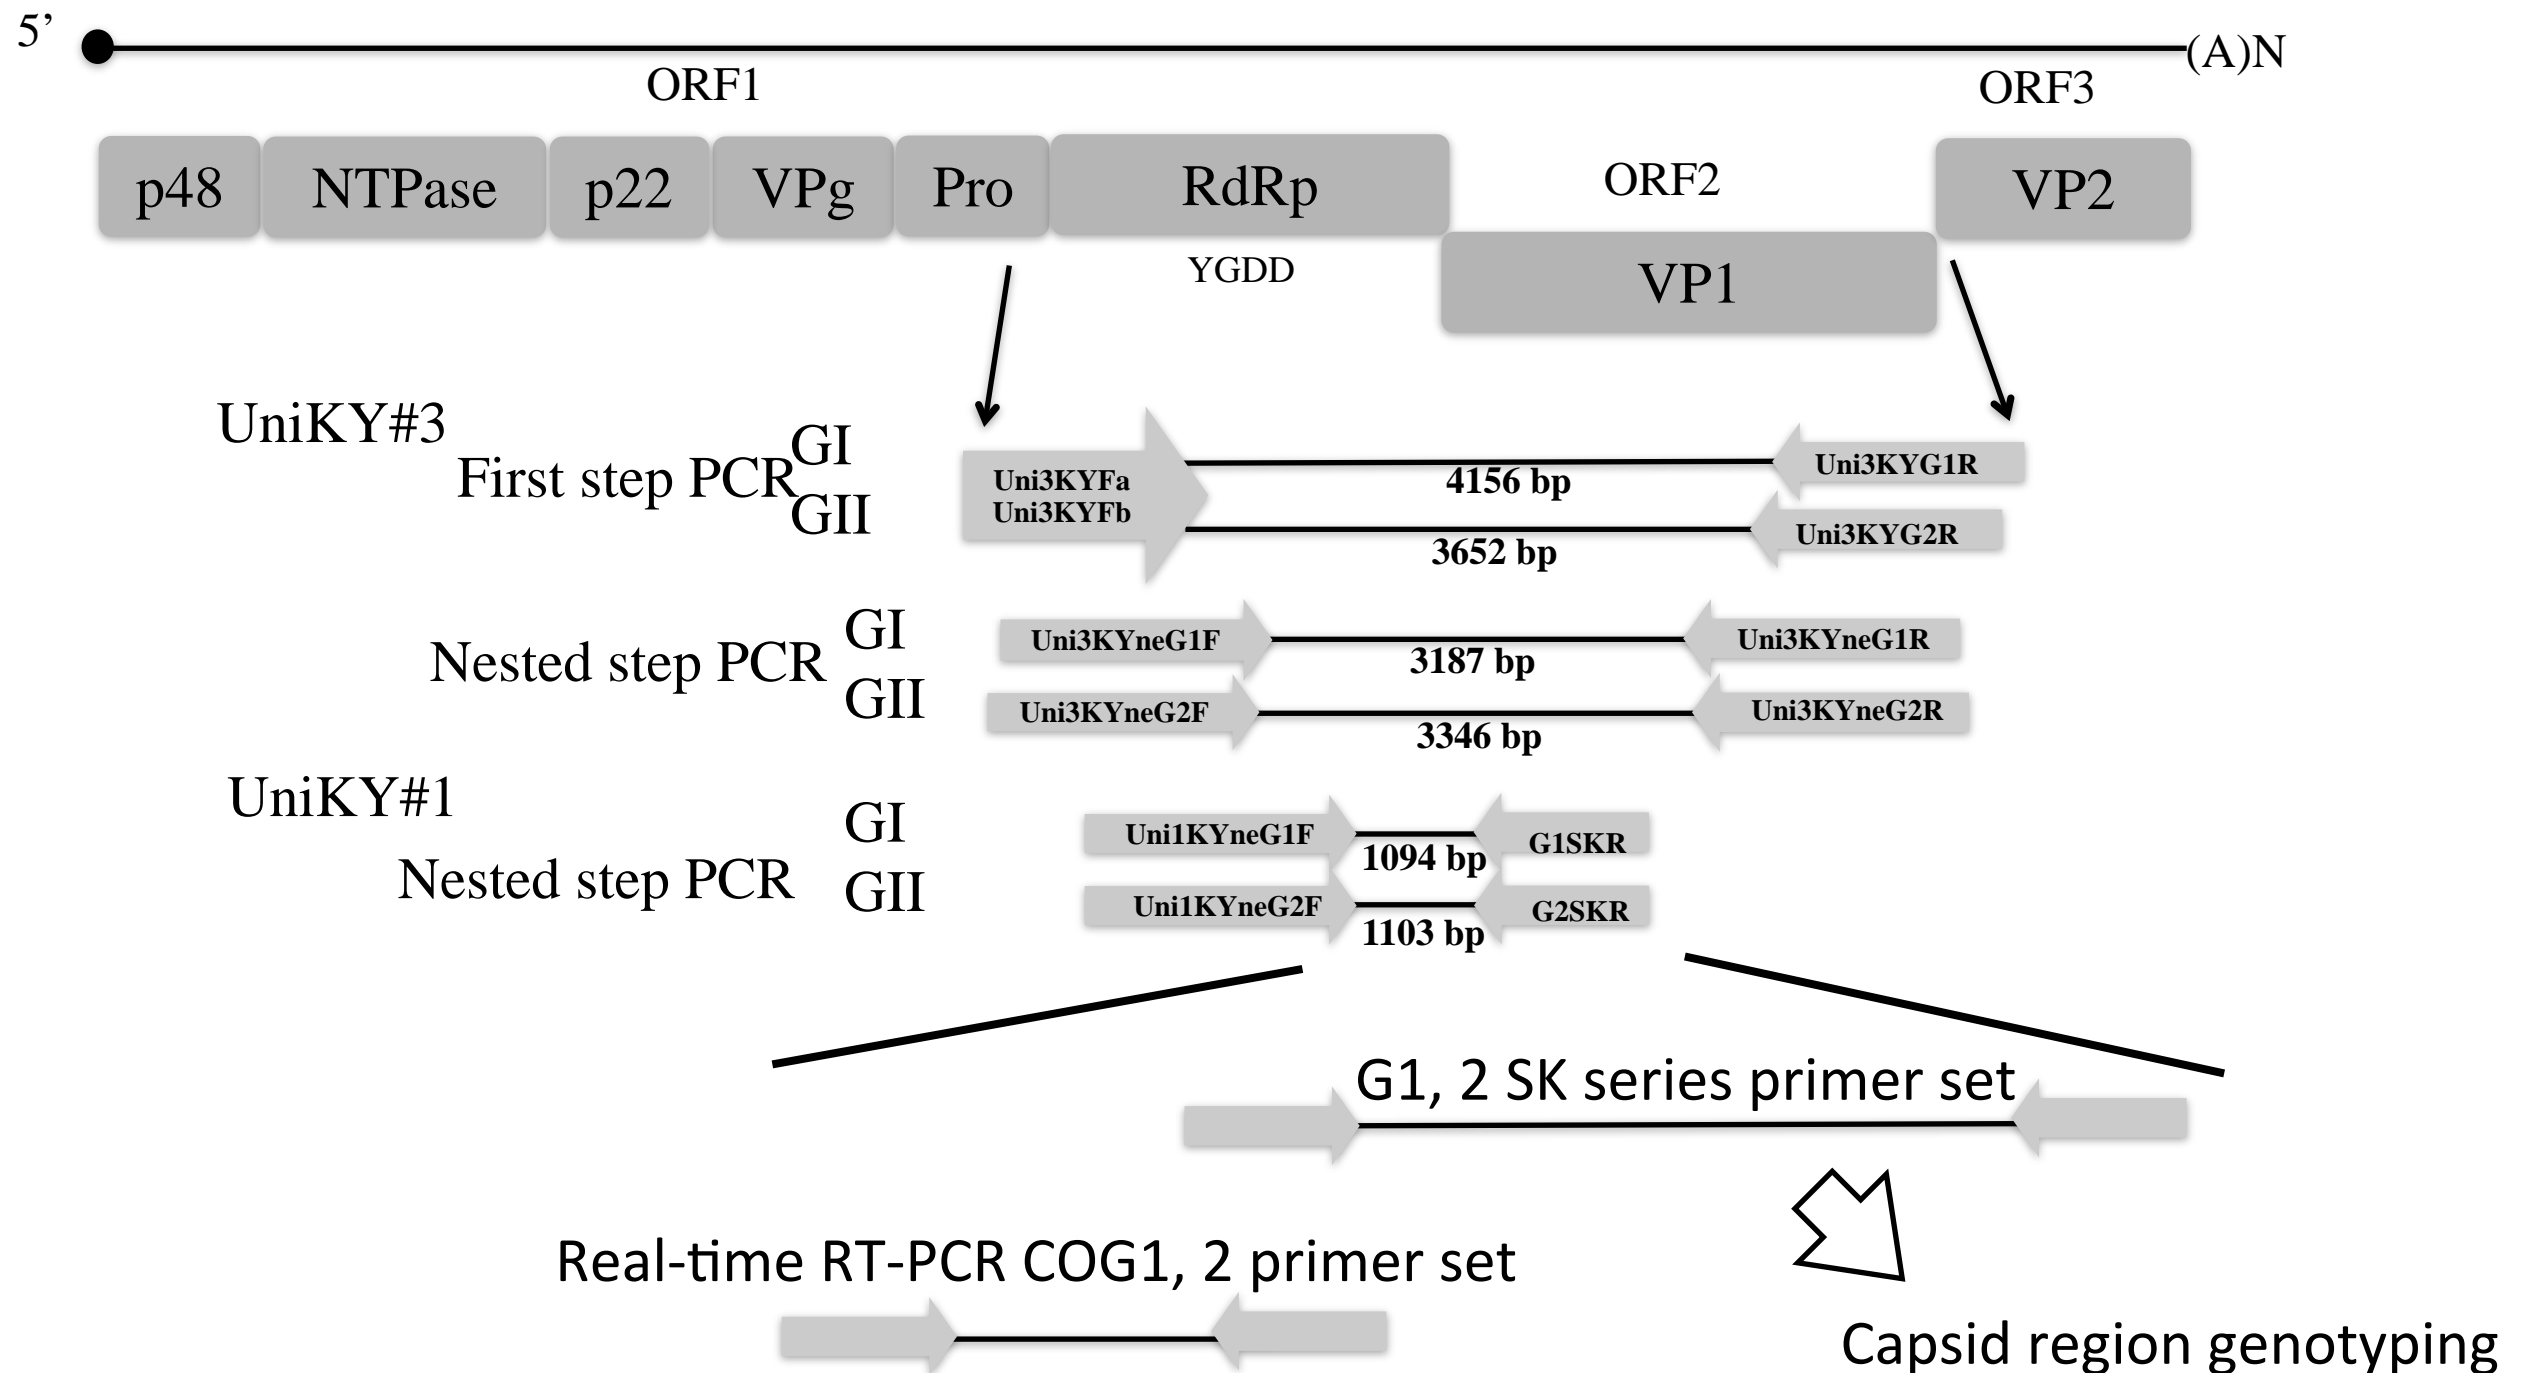 5’
(A)N
ORF1
ORF3
p48 NTPase p22 VPg Pro RdRp ORF2 VP2
YGDD
VP1
UniKY#3
First step PCR
GI
GII
Uni3KYFa
Uni3KYFb
4156 bp
Uni3KYG1R
3652 bp
Uni3KYG2R
Nested step PCR
GI
GII
Uni3KYneG1F
3187 bp
Uni3KYneG1R
Uni3KYneG2F
3346 bp
Uni3KYneG2R
UniKY#1
Nested step PCR
GI
GII
Uni1KYneG1F
1094 bp
G1SKR
Uni1KYneG2F
1103 bp
G2SKR
G1, 2 SK series primer set
Real-time RT-PCR COG1, 2 primer set
Capsid region genotyping